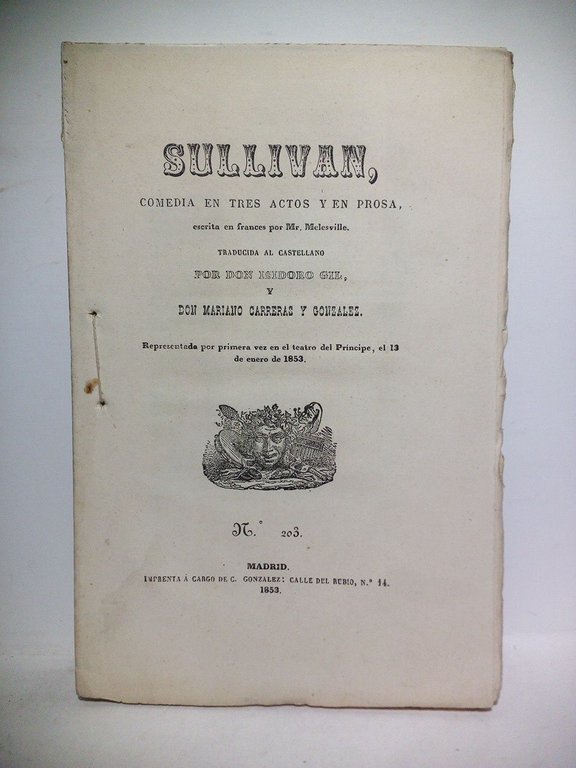 SULLIVAN,
COMEDIA EN TRES ACTOS Y EN PROSA,
escrita en frances por Mr. Melesville.
TRADUCIDA AL CASTELLANO
POR DON ISIDORO GIL,
Y
DON MARIANO CARRERAS Y GONZALEZ.
Representada por primera vez en el teatro del Príncipe, el 13
de enero de 1853.
N.º 203.
MADRID.
IMPRENTA Á CARGO DE C. GONZALEZ: CALLE DEL RUBIO, N.º 14.
1853.